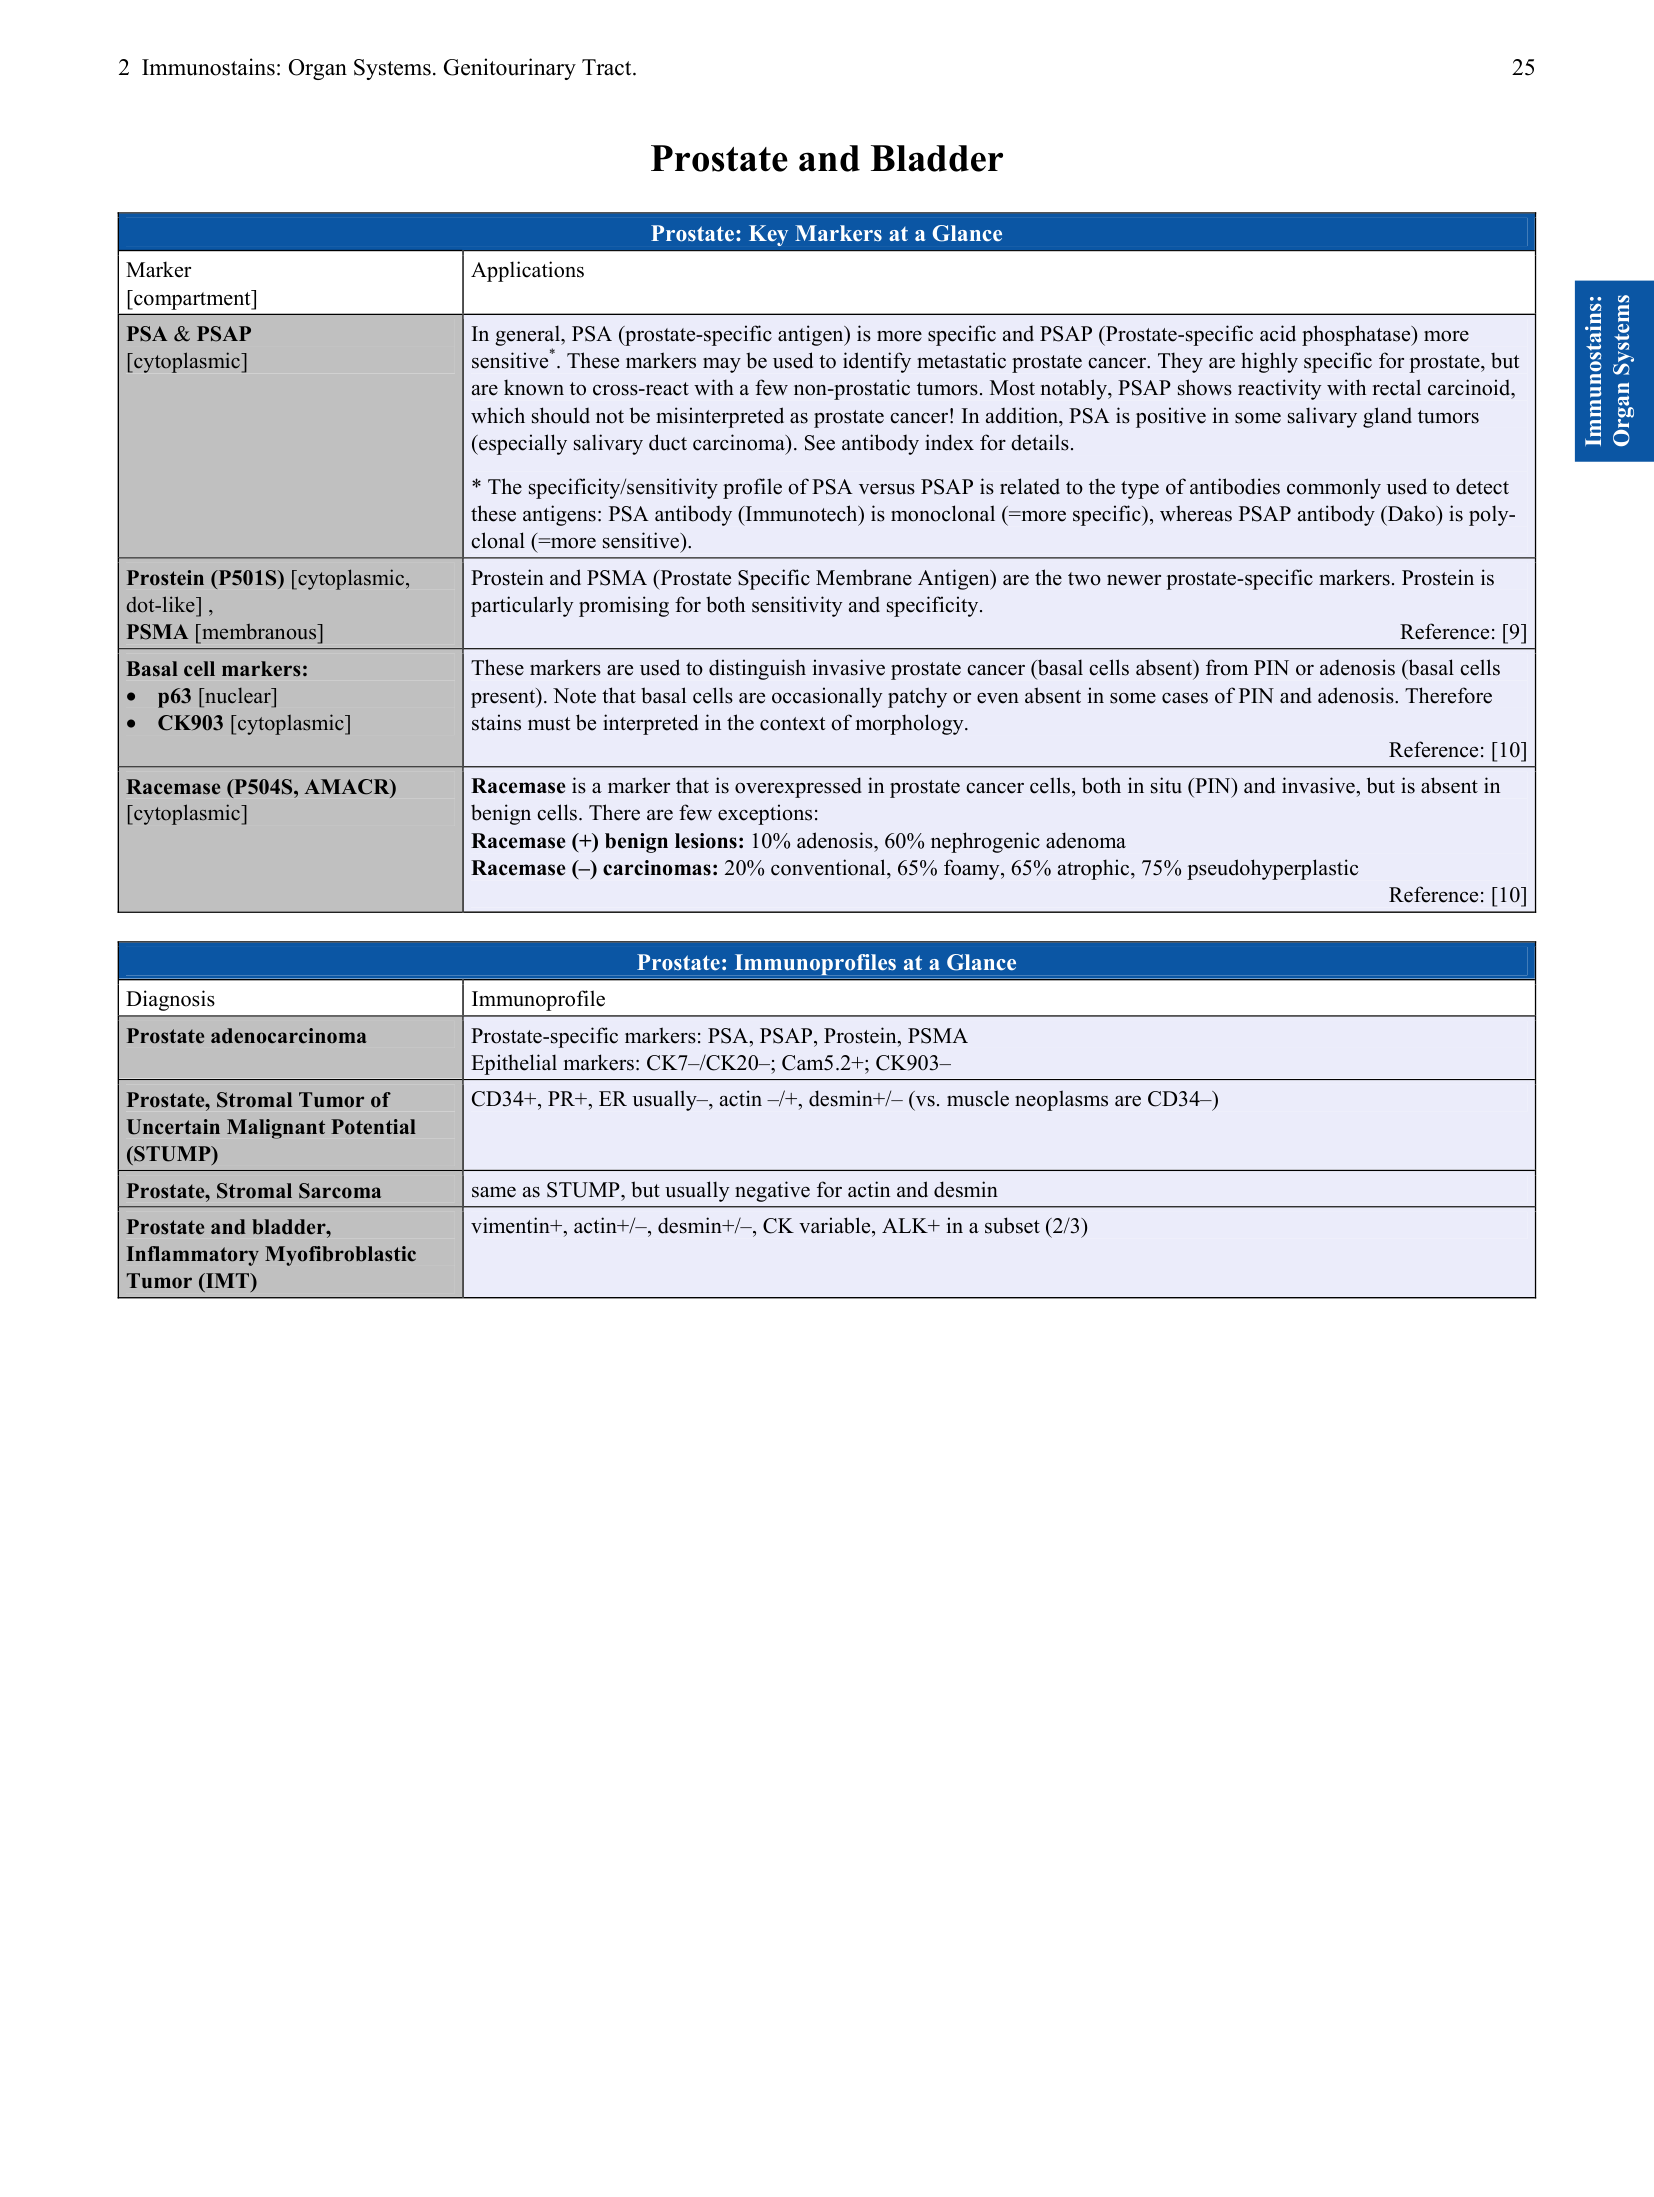 2 Immunostains: Organ Systems. Genitourinary Tract.
25
Prostate and Bladder
Prostate: Key Markers at a Glance
Marker
[compartment]
Applications
PSA & PSAP
[cytoplasmic]
In general, PSA (prostate-specific antigen) is more specific and PSAP (Prostate-specific acid phosphatase) more
sensitive*. These markers may be used to identify metastatic prostate cancer. They are highly specific for prostate, but
are known to cross-react with a few non-prostatic tumors. Most notably, PSAP shows reactivity with rectal carcinoid,
which should not be misinterpreted as prostate cancer! In addition, PSA is positive in some salivary gland tumors
(especially salivary duct carcinoma). See antibody index for details.
* The specificity/sensitivity profile of PSA versus PSAP is related to the type of antibodies commonly used to detect
these antigens: PSA antibody (Immunotech) is monoclonal (=more specific), whereas PSAP antibody (Dako) is poly-
clonal (=more sensitive).
Prostein (P501S) [cytoplasmic,
dot-like] ,
PSMA [membranous]
Prostein and PSMA (Prostate Specific Membrane Antigen) are the two newer prostate-specific markers. Prostein is
particularly promising for both sensitivity and specificity.
Reference: [9]
Basal cell markers:
• p63 [nuclear]
• CK903 [cytoplasmic]
These markers are used to distinguish invasive prostate cancer (basal cells absent) from PIN or adenosis (basal cells
present). Note that basal cells are occasionally patchy or even absent in some cases of PIN and adenosis. Therefore
stains must be interpreted in the context of morphology.
Reference: [10]
Racemase (P504S, AMACR)
[cytoplasmic]
Racemase is a marker that is overexpressed in prostate cancer cells, both in situ (PIN) and invasive, but is absent in
benign cells. There are few exceptions:
Racemase (+) benign lesions: 10% adenosis, 60% nephrogenic adenoma
Racemase (–) carcinomas: 20% conventional, 65% foamy, 65% atrophic, 75% pseudohyperplastic
Reference: [10]
Prostate: Immunoprofiles at a Glance
Diagnosis
Immunoprofile
Prostate adenocarcinoma
Prostate-specific markers: PSA, PSAP, Prostein, PSMA
Epithelial markers: CK7–/CK20–; Cam5.2+; CK903–
Prostate, Stromal Tumor of
Uncertain Malignant Potential
(STUMP)
CD34+, PR+, ER usually–, actin –/+, desmin+/– (vs. muscle neoplasms are CD34–)
Prostate, Stromal Sarcoma
same as STUMP, but usually negative for actin and desmin
Prostate and bladder,
Inflammatory Myofibroblastic
Tumor (IMT)
vimentin+, actin+/–, desmin+/–, CK variable, ALK+ in a subset (2/3)
Immunostains:
Organ Systems